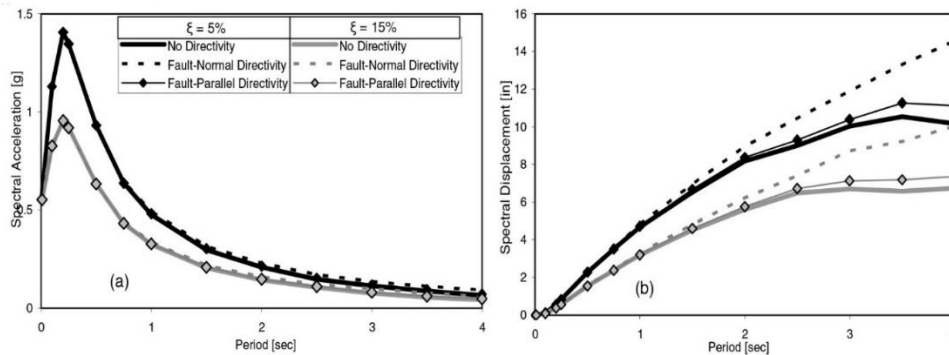 1.5
1
0.5
0
Spectral Acceleration [g]
ξ = 5% ξ = 15%
No Directivity No Directivity
Fault-Normal Directivity Fault-Normal Directivity
Fault-Parallel Directivity Fault-Parallel Directivity
(a)
0 1 2 3 4
Period [sec]
16
14
12
10
8
6
4
2
0
Spectral Displacement [in]
(b)
0 1 2 3
Period [sec]